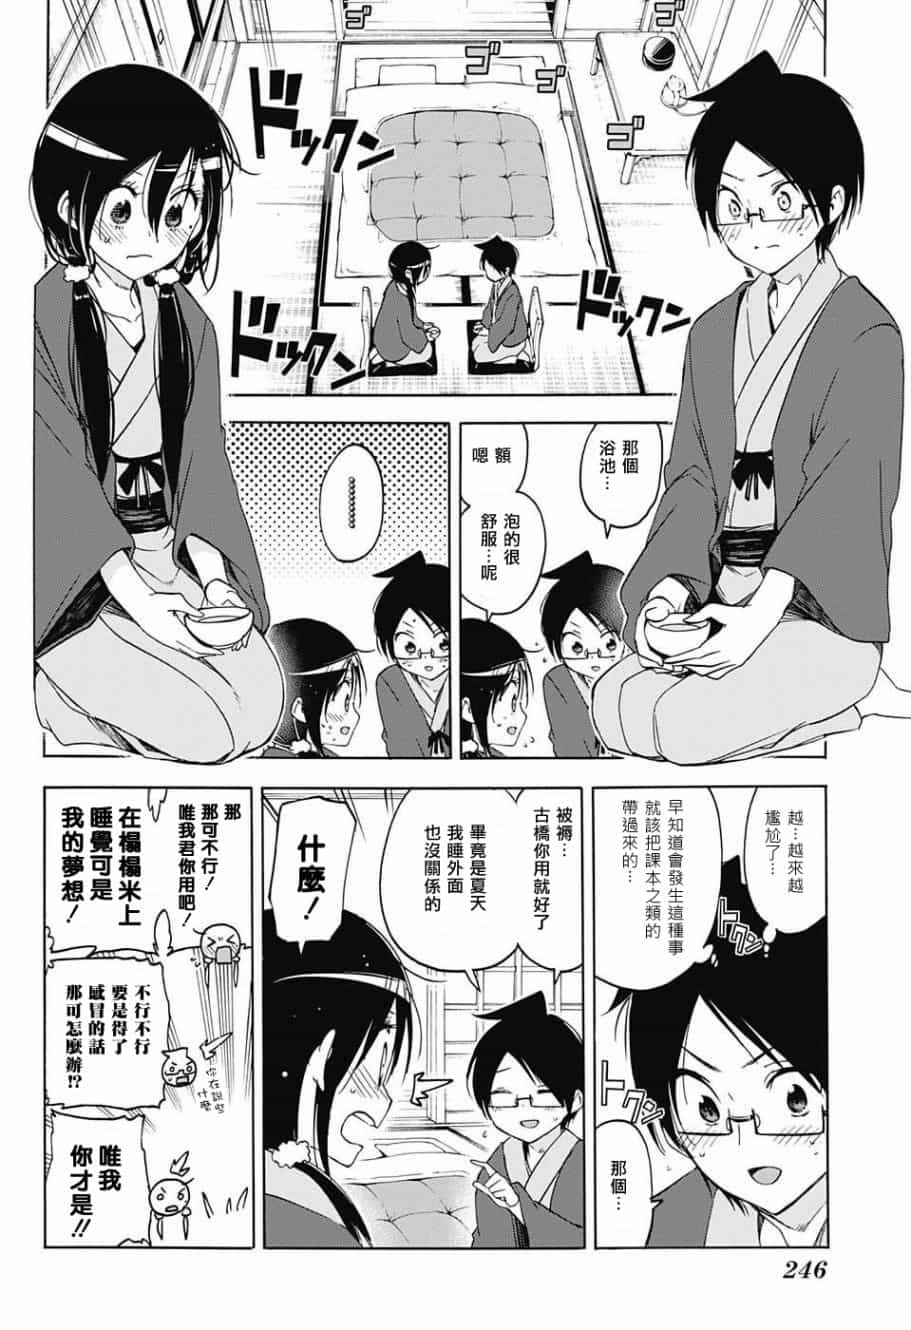 ゴ
ゴ
ゴ
ゴ
ゴ
ドックン
ドックン
ドックン
那個
浴池…
嗯 額
泡的很
舒服…呢
………
越…越來越
尷尬了…
早知道會發生這種事
就該把課本之類的
帶過來的…
トクン
トクン
那個…
被褥…
古橋你用就好了
畢竟是夏天
我睡外面
也沒關係的
什麼！
那
那可不行！
唯我君你用吧！
在榻榻米上
睡覺可是
我的夢想！
不行不行
要是得了
感冒的話
那可怎麼辦!?
你在說些
什麼
唯我
你才是!!
246